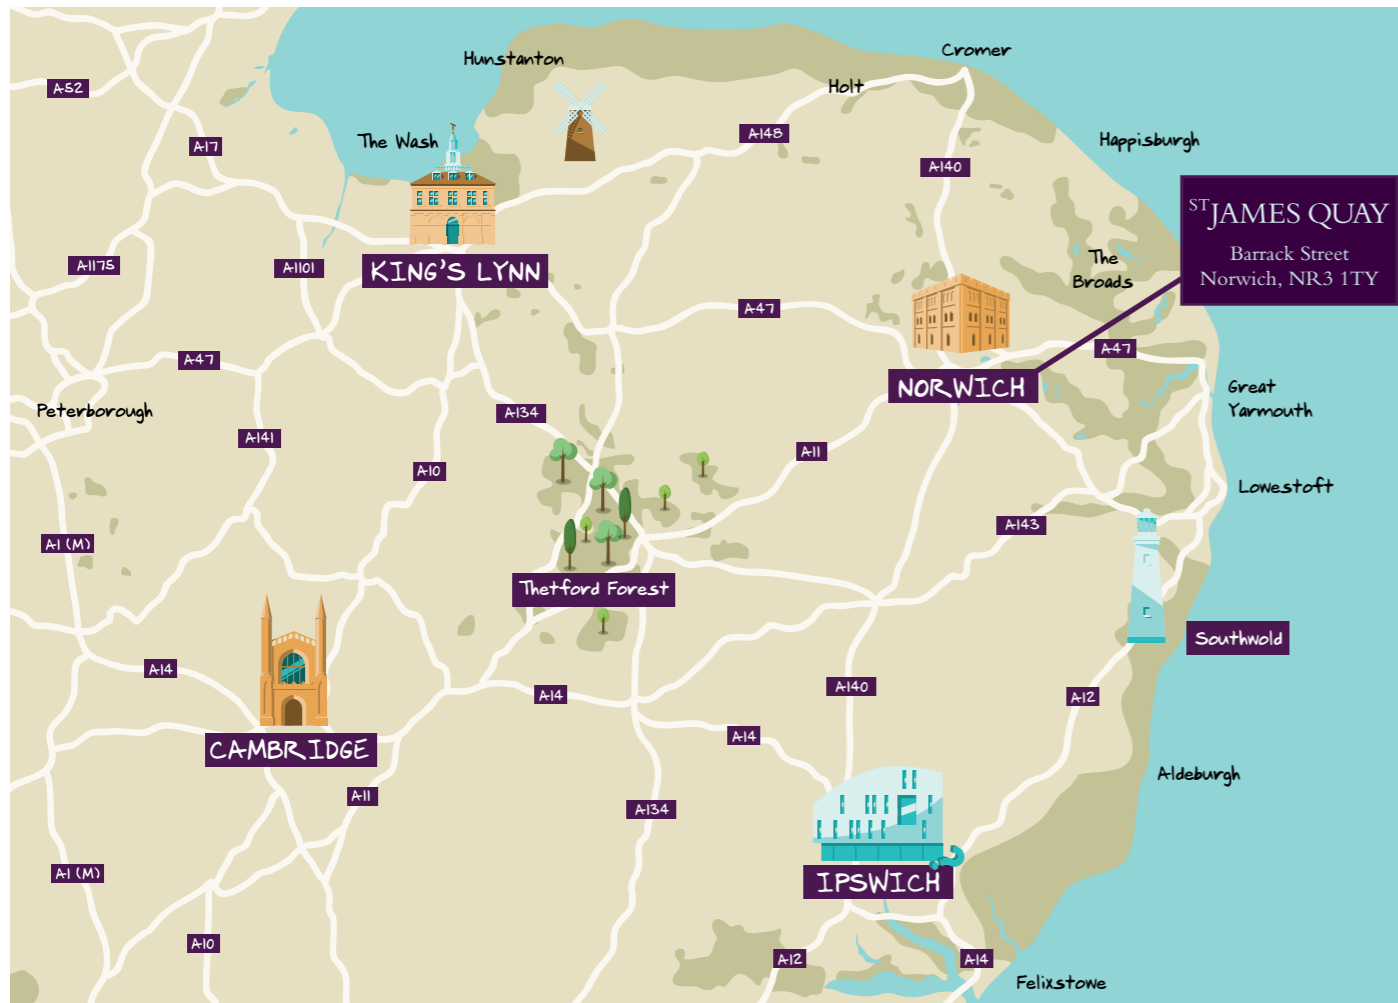 Cromer
Hunstanton
A52
Holt
A148
The Wash
A17
Happisburgh
A140
ST JAMES QUAY
Barrack Street
Norwich, NR3 1TY
The
Broads
A1175
A1101
KING'S LYNN
A47
A47
A47
NORWICH
Great
Yarmouth
Peterborough
A134
A141
A11
A10
Lowestoft
A143
A1 (M)
Thetford Forest
Southwold
A14
A14
A140
A12
A14
CAMBRIDGE
Aldeburgh
A11
A134
A1 (M)
IPSWICH
A10
A12
A14
Felixstowe